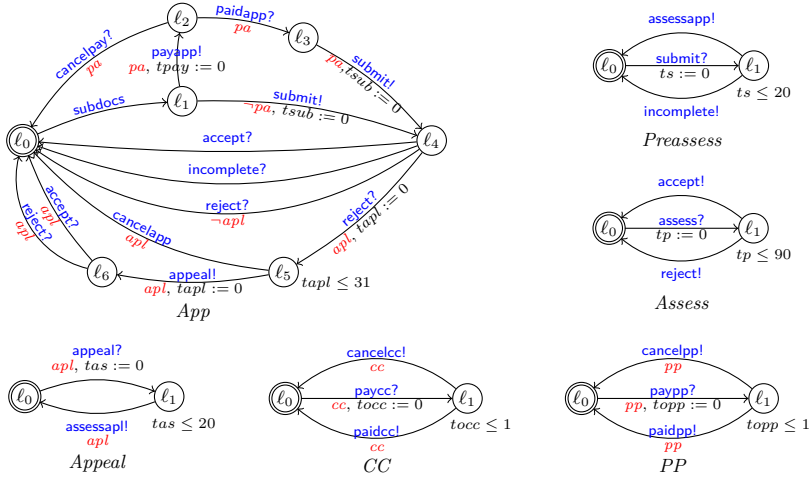 ℓ2
paidapp?
pa
ℓ3
cancelpay?
pa
payapp!
pa, tpay := 0
submit!
pa, tsub := 0
subdocs
ℓ1
submit!
¬pa, tsub := 0
ℓ0
accept?
ℓ4
incomplete?
reject?
¬apl
cancelapp
apl
reject?
apl, tapl := 0
accept?
apl
reject?
apl
ℓ6
appeal!
apl, tapl := 0
ℓ5
tapl ≤ 31
App
assessapp!
ℓ0
submit?
ts := 0
ℓ1
ts ≤ 20
incomplete!
Preassess
accept!
ℓ0
assess?
tp := 0
ℓ1
tp ≤ 90
reject!
Assess
appeal?
apl, tas := 0
ℓ0
ℓ1
assessapl!
apl
tas ≤ 20
Appeal
cancelcc!
cc
ℓ0
paycc?
cc, tocc := 0
ℓ1
tocc ≤ 1
paidcc!
cc
CC
cancelpp!
pp
ℓ0
paypp?
pp, topp := 0
ℓ1
topp ≤ 1
paidpp!
pp
PP